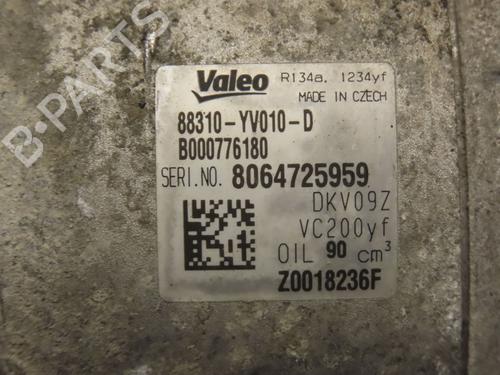 Valeo R134a. 1234yf
MADE IN CZECH
88310-YV010-D
B000776180
SERI.NO. 8064725959
DKV09Z
VC200yf
OIL 90 cm³
Z0018236F
B-PARTS